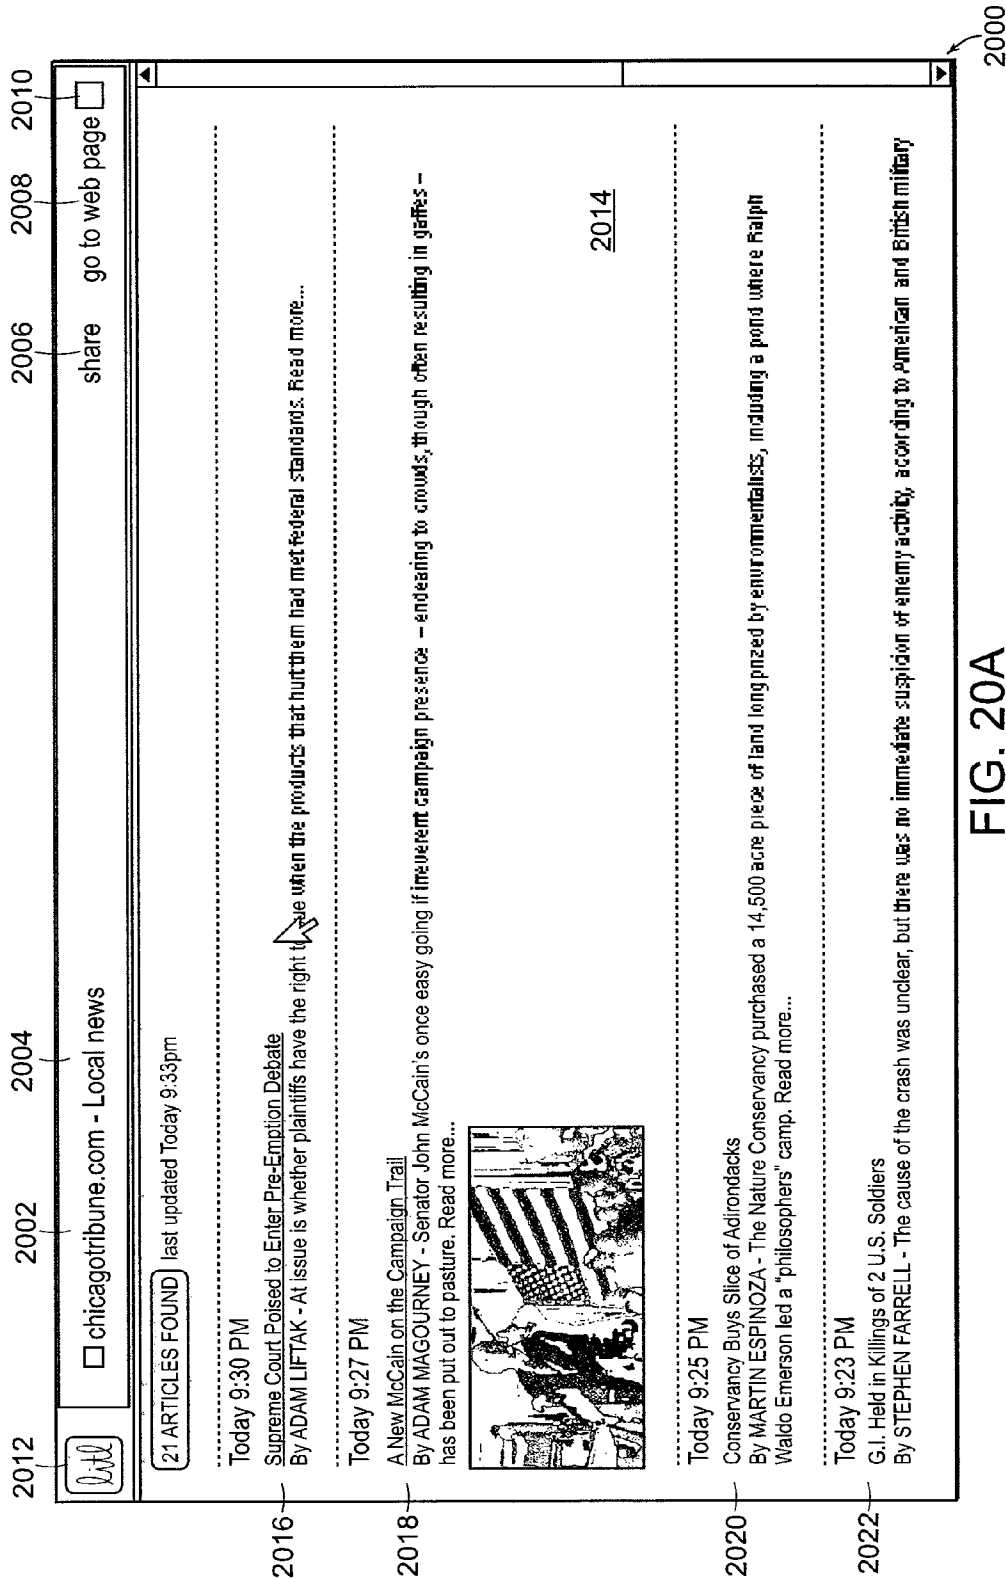 2012 2002 2004 2006 2008 2010
litl
chicagotribune.com - Local news share go to web page
21 ARTICLES FOUND last updated Today 9:33pm
Today 9:30 PM
2016
Supreme Court Poised to Enter Pre-Emption Debate
By ADAM LIFTAK - At issue is whether plaintiffs have the right to ue when the products that hurt them had met federal standards. Read more...
Today 9:27 PM
2018
A New McCain on the Campaign Trail
By ADAM MAGOURNEY - Senator John McCain's once easy going if irreverent campaign presence – endearing to crowds, though often resulting in gaffes –
has been put out to pasture. Read more...
2014
Today 9:25 PM
2020
Conservancy Buys Slice of Adirondacks
By MARTIN ESPINOZA - The Nature Conservancy purchased a 14,500 acre piece of land long prized by environmentalists, including a pond where Ralph
Waldo Emerson led a "philosophers" camp. Read more...
Today 9:23 PM
2022
G.I. Held in Killings of 2 U.S. Soldiers
By STEPHEN FARRELL - The cause of the crash was unclear, but there was no immediate suspicion of enemy activity, according to American and British military
2000
FIG. 20A